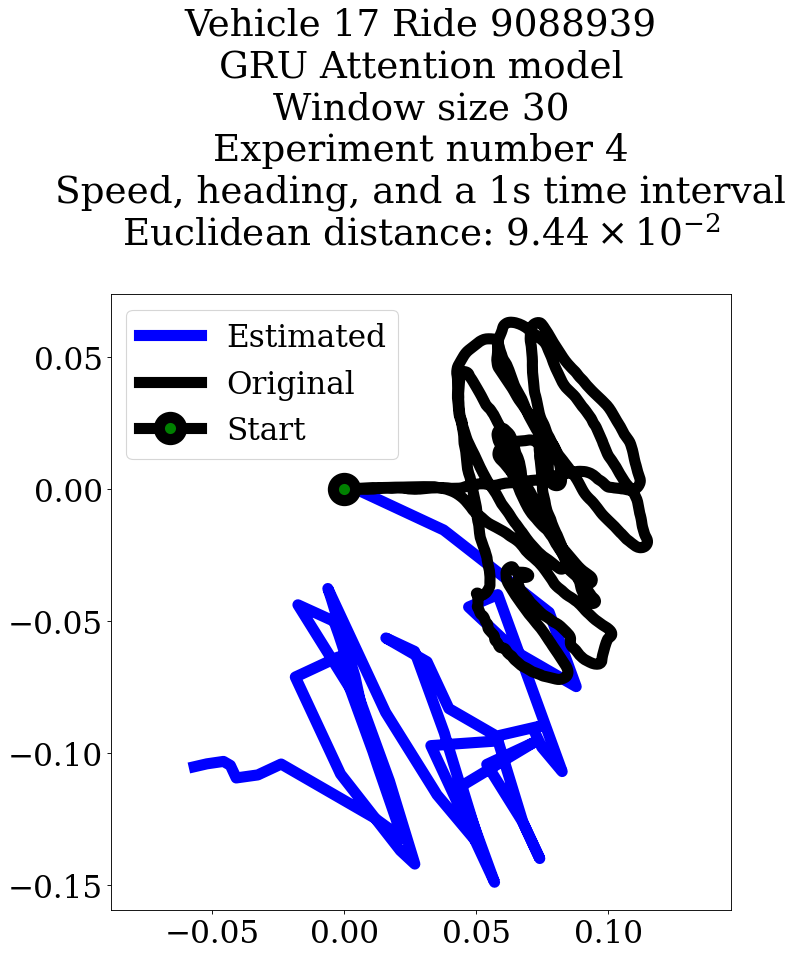 Vehicle 17 Ride 9088939
GRU Attention model
Window size 30
Experiment number 4
Speed, heading, and a 1s time interval
Euclidean distance: 9.44 × 10⁻²
Estimated
Original
Start
0.05
0.00
−0.05
−0.10
−0.15
−0.05
0.00
0.05
0.10